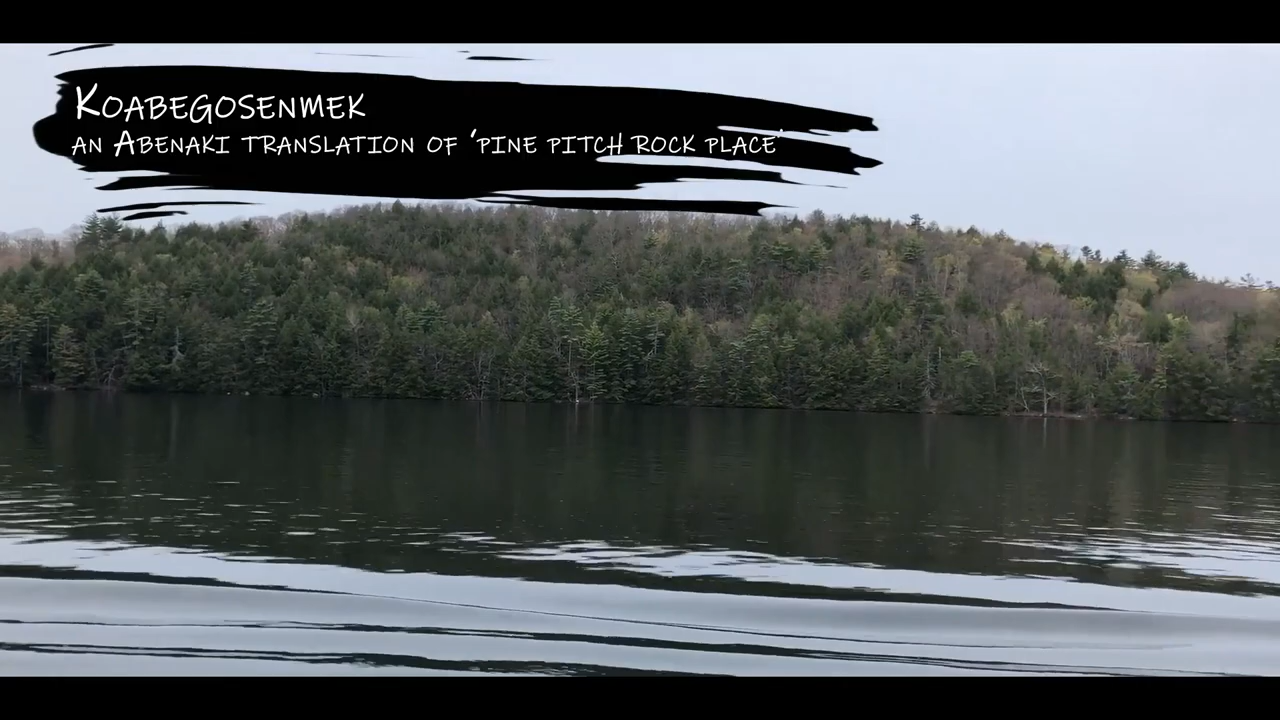 Koabegosenmek
an Abenaki translation of 'pine pitch rock place'